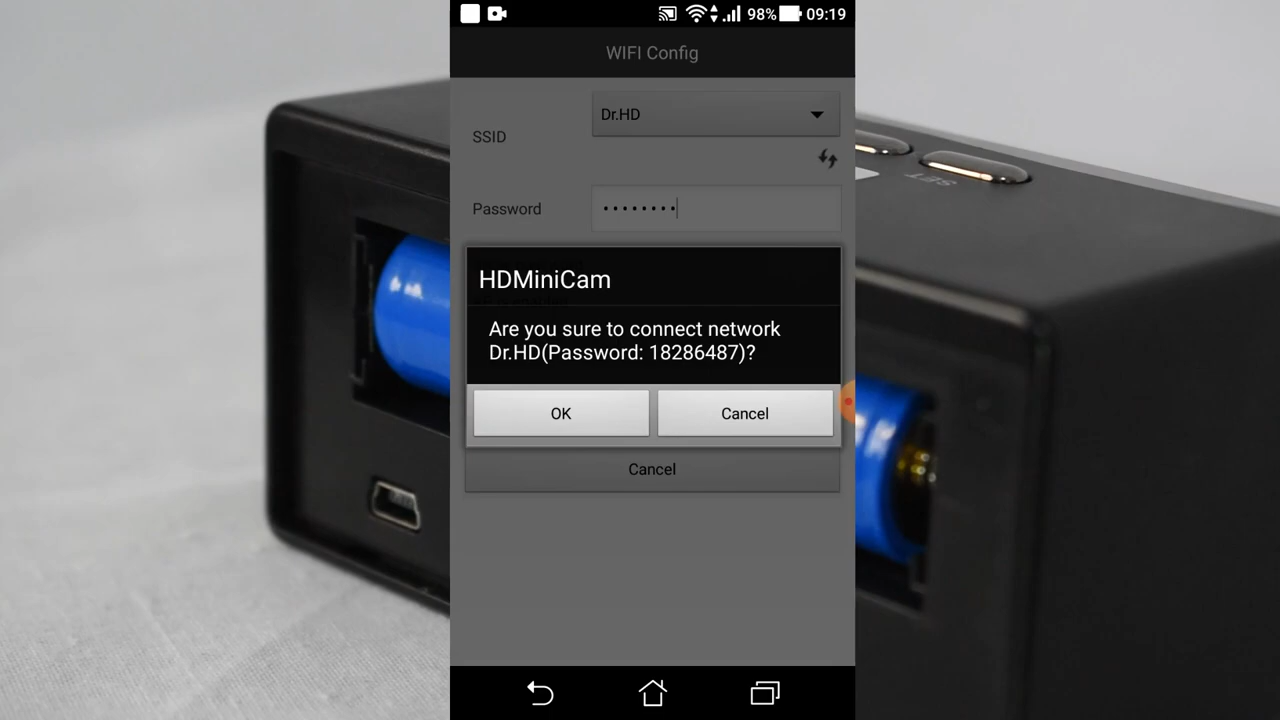 98% 09:19
WIFI Config
Dr.HD
SSID
Password ••••••••
HDMiniCam
Are you sure to connect network
Dr.HD(Password: 18286487)?
OK Cancel
Cancel
SET